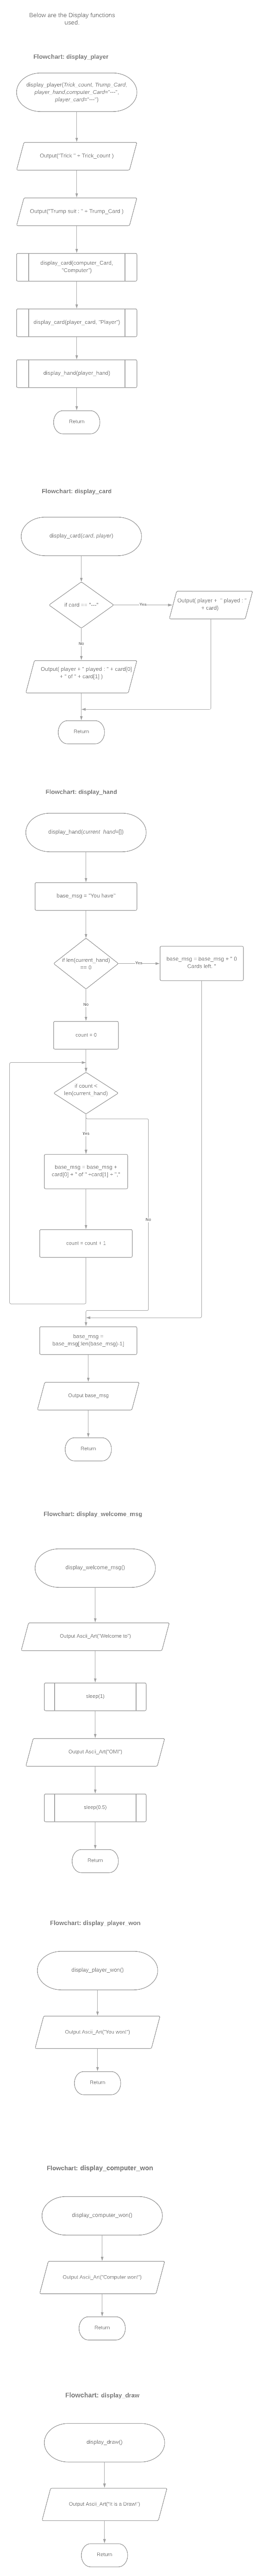 Below are the Display functions
used.
Flowchart: display_player
display_player(Trick_count, Trump_Card,
player_hand,computer_Card="---",
player_card="---")
Output("Trick " + Trick_count )
Output("Trump suit : " + Trump_Card )
display_card(computer_Card,
"Computer")
display_card(player_card, "Player")
display_hand(player_hand)
Return
Flowchart: display_card
display_card(card, player)
if card == "---"
Yes
Output( player + " played : "
+ card)
No
Output( player + " played : " + card[0]
+ " of " + card[1] )
Return
Flowchart: display_hand
display_hand(current_hand=[])
base_msg = "You have"
if len(current_hand)
== 0
Yes
base_msg = base_msg + " 0
Cards left. "
No
count = 0
if count <
len(current_hand)
Yes
base_msg = base_msg +
card[0] + " of " +card[1] + ","
No
count = count + 1
base_msg =
base_msg[:len(base_msg)-1]
Output base_msg
Return
Flowchart: display_welcome_msg
display_welcome_msg()
Output Ascii_Art("Welcome to")
sleep(1)
Output Ascii_Art("OMI")
sleep(0.5)
Return
Flowchart: display_player_won
display_player_won()
Output Ascii_Art("You won")
Return
Flowchart: display_computer_won
display_computer_won()
Output Ascii_Art("Computer won!")
Return
Flowchart: display_draw
display_draw()
Output Ascii_Art("It is a Draw! ")
Return